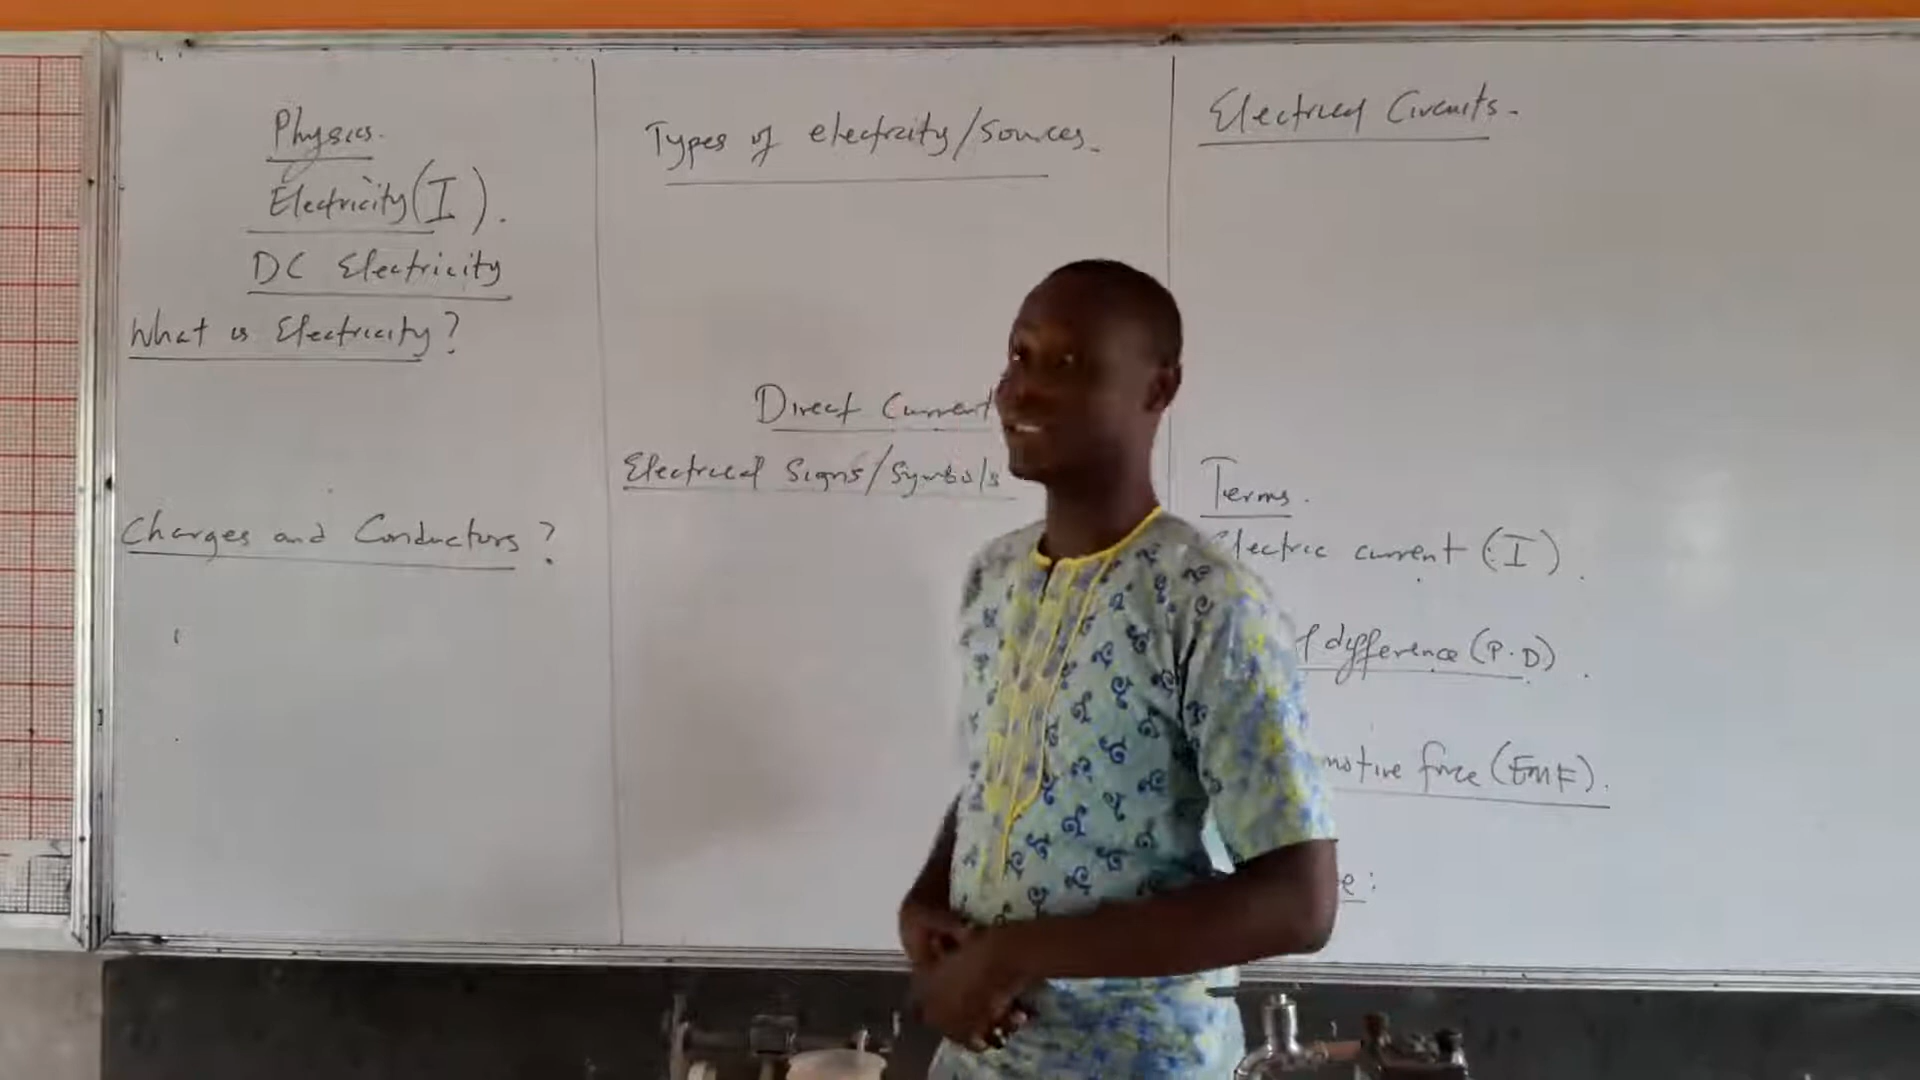 Physics.
Electricity (I).
DC Electricity
What is Electricity?
Charges and Conductors?
Types of electricity/sources.
Direct Current
Electrical Signs/Symbols
Electrical Circuits.
Terms.
Electric current (I).
difference (P.D)
motive force (EMF).